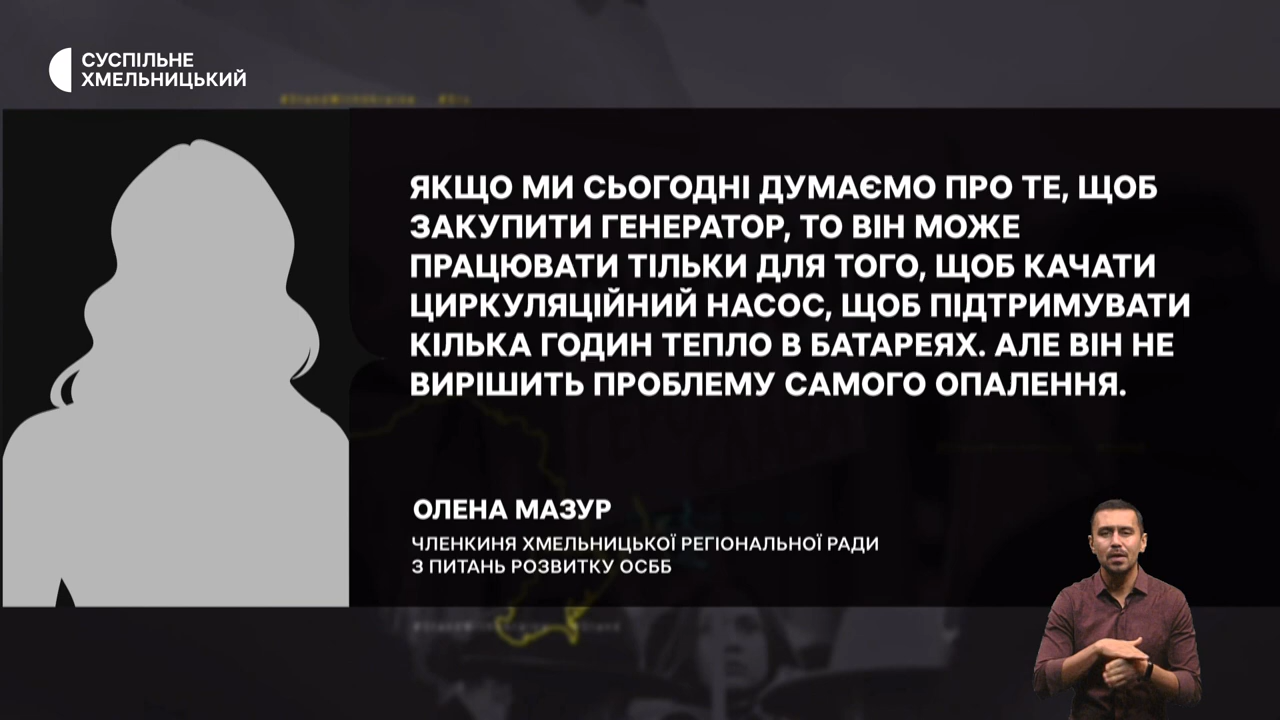 СУСПІЛЬНЕ
ХМЕЛЬНИЦЬКИЙ
ЯКЩО МИ СЬОГОДНІ ДУМАЄМО ПРО ТЕ, ЩОБ
ЗАКУПИТИ ГЕНЕРАТОР, ТО ВІН МОЖЕ
ПРАЦЮВАТИ ТІЛЬКИ ДЛЯ ТОГО, ЩОБ КАЧАТИ
ЦИРКУЛЯЦІЙНИЙ НАСОС, ЩОБ ПІДТРИМУВАТИ
КІЛЬКА ГОДИН ТЕПЛО В БАТАРЕЯХ. АЛЕ ВІН НЕ
ВИРІШИТЬ ПРОБЛЕМУ САМОГО ОПАЛЕННЯ.
ОЛЕНА МАЗУР
ЧЛЕНКИНЯ ХМЕЛЬНИЦЬКОЇ РЕГІОНАЛЬНОЇ РАДИ
З ПИТАНЬ РОЗВИТКУ ОСББ